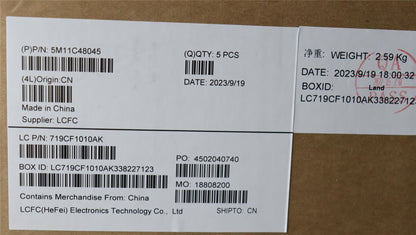 (P)P/N: 5M11C48045
(Q)QTY: 5 PCS
(4L)Origin:CN
DATE: 2023/9/19
Made in China
Supplier: LCFC
LC P/N: 719CF1010AK
PO: 4502040740
BOX ID: LC719CF1010AK338227123
MO: 18808200
Contains Merchandise From: China
LCFC(HeFei) Electronics Technology Co., Ltd
SHIPTO: CN
净重: WEIGHT: 2.59 Kg
DATE: 2023/9/19 18:00:32
BOXID: Land
LC719CF1010AK338227123
QA
PASS